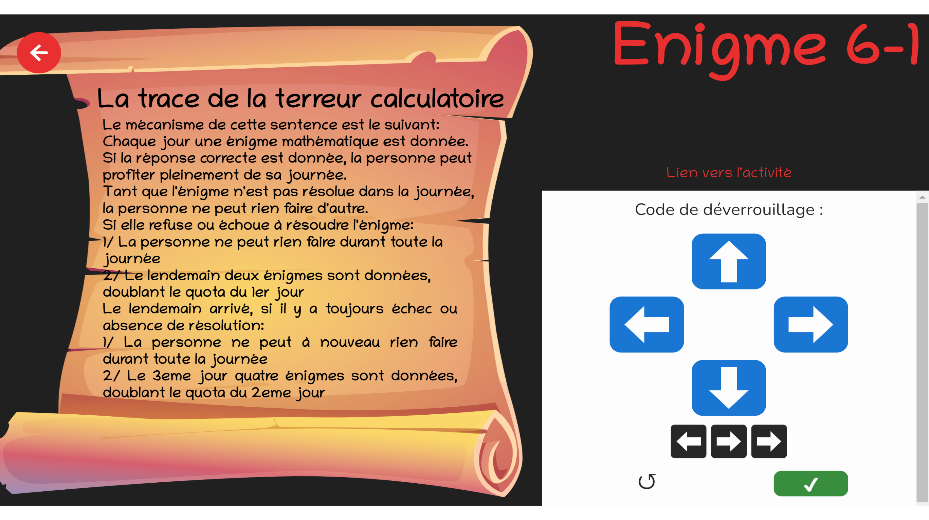 Enigme 6-1
La trace de la terreur calculatoire
Le mécanisme de cette sentence est le suivant:
Chaque jour une énigme mathématique est donnée.
Si la réponse correcte est donnée, la personne peut
profiter pleinement de sa journée.
Tant que l'énigme n'est pas résolue dans la journée,
la personne ne peut rien faire d'autre.
Si elle refuse ou échoue à résoudre l'énigme:
1/ La personne ne peut rien faire durant toute la
journée
2/ Le lendemain deux énigmes sont données,
doublant le quota du 1er jour
Le lendemain arrivé, si il y a toujours échec ou
absence de résolution:
1/ La personne ne peut à nouveau rien faire
durant toute la journée
2/ Le 3eme jour quatre énigmes sont données,
doublant le quota du 2eme jour
Lien vers l'activité
Code de déverrouillage :